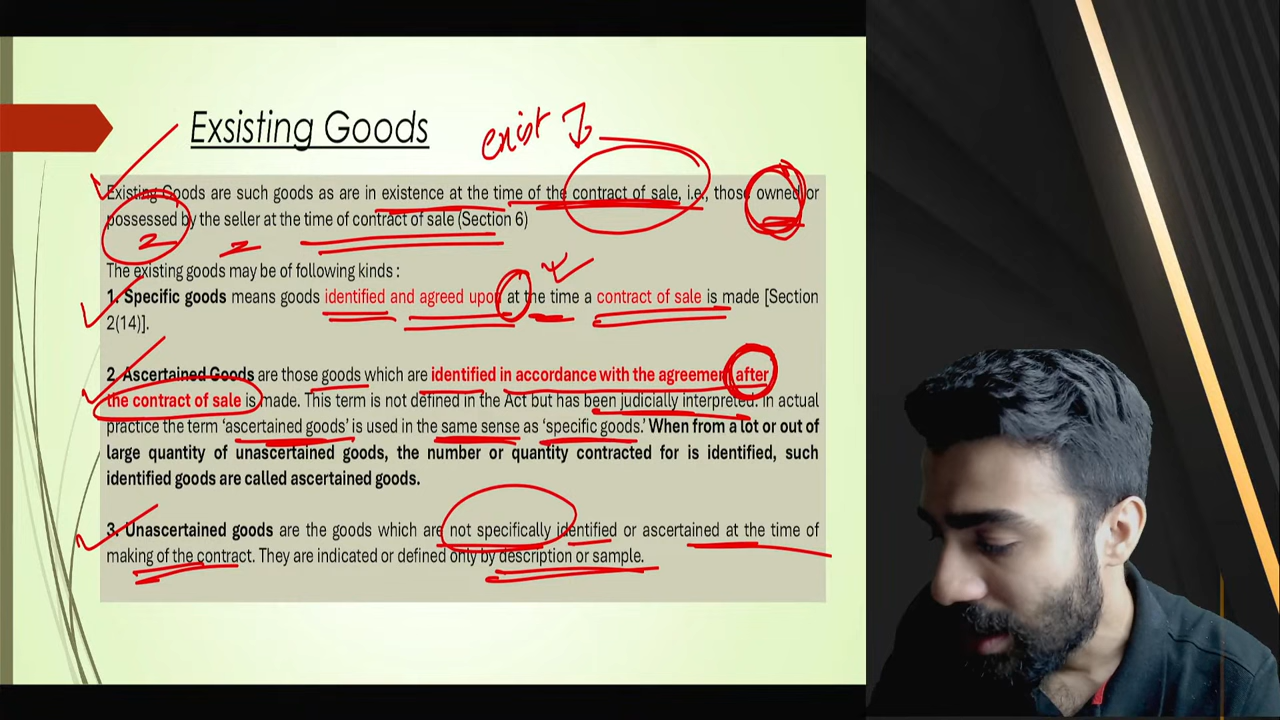 Exsisting Goods
exist
Existing Goods are such goods as are in existence at the time of the contract of sale, i.e., those owned or
possessed by the seller at the time of contract of sale (Section 6)
The existing goods may be of following kinds :
1. Specific goods means goods identified and agreed upon at the time a contract of sale is made [Section
2(14)].
2. Ascertained Goods are those goods which are identified in accordance with the agreement after
the contract of sale is made. This term is not defined in the Act but has been judicially interpreted. In actual
practice the term ‘ascertained goods’ is used in the same sense as ‘specific goods.’ When from a lot or out of
large quantity of unascertained goods, the number or quantity contracted for is identified, such
identified goods are called ascertained goods.
3. Unascertained goods are the goods which are not specifically identified or ascertained at the time of
making of the contract. They are indicated or defined only by description or sample.